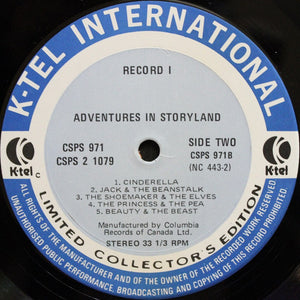 K-TEL INTERNATIONAL
RECORD I
ADVENTURES IN STORYLAND
CSPS 971
CSPS 2 1079
SIDE TWO
CSPS 971B
(NC 443-2)
K-tel
K-tel
1. CINDERELLA
2. JACK & THE BEANSTALK
3. THE SHOEMAKER & THE ELVES
4. THE PRINCESS & THE PEA
5. BEAUTY & THE BEAST
Manufactured by Columbia
Records of Canada Ltd.
STEREO 33 1/3 RPM
LIMITED COLLECTOR'S EDITION
ALL RIGHTS OF THE MANUFACTURER AND OF THE OWNER OF THE RECORDED WORK RESERVED
UNAUTHORISED PUBLIC PERFORMANCE, BROADCASTING AND COPYING OF THIS RECORD PROHIBITED